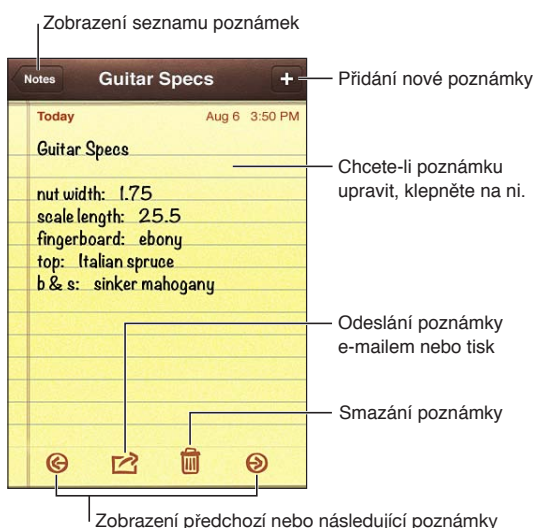 Zobrazení seznamu poznámek
Notes
Guitar Specs
+
Přidání nové poznámky
Today
Aug 6 3:50 PM
Guitar Specs
Chcete-li poznámku
upravit, klepněte na ni.
nut width: 1.75
scale length: 25.5
fingerboard: ebony
top: Italian spruce
b & s: sinker mahogany
Odeslání poznámky
e-mailem nebo tisk
Smazání poznámky
Zobrazení předchozí nebo následující poznámky